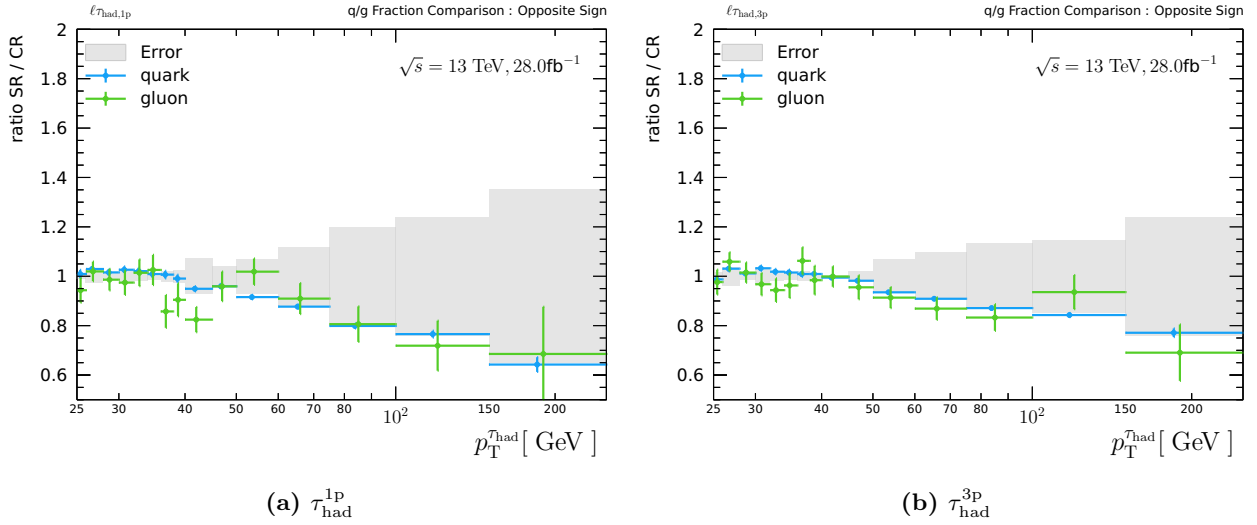 ℓτhad,1p q/g Fraction Comparison : Opposite Sign
ratio SR / CR
2
1.8
1.6
1.4
1.2
1
0.8
0.6
Error
quark
gluon
√s = 13 TeV, 28.0fb⁻¹
25 30 40 50 60 70 80 10² 150 200
p_T^{τhad} [ GeV ]
(a) τ_had^{1p}
ℓτhad,3p q/g Fraction Comparison : Opposite Sign
ratio SR / CR
2
1.8
1.6
1.4
1.2
1
0.8
0.6
Error
quark
gluon
√s = 13 TeV, 28.0fb⁻¹
25 30 40 50 60 70 80 10² 150 200
p_T^{τhad} [ GeV ]
(b) τ_had^{3p}